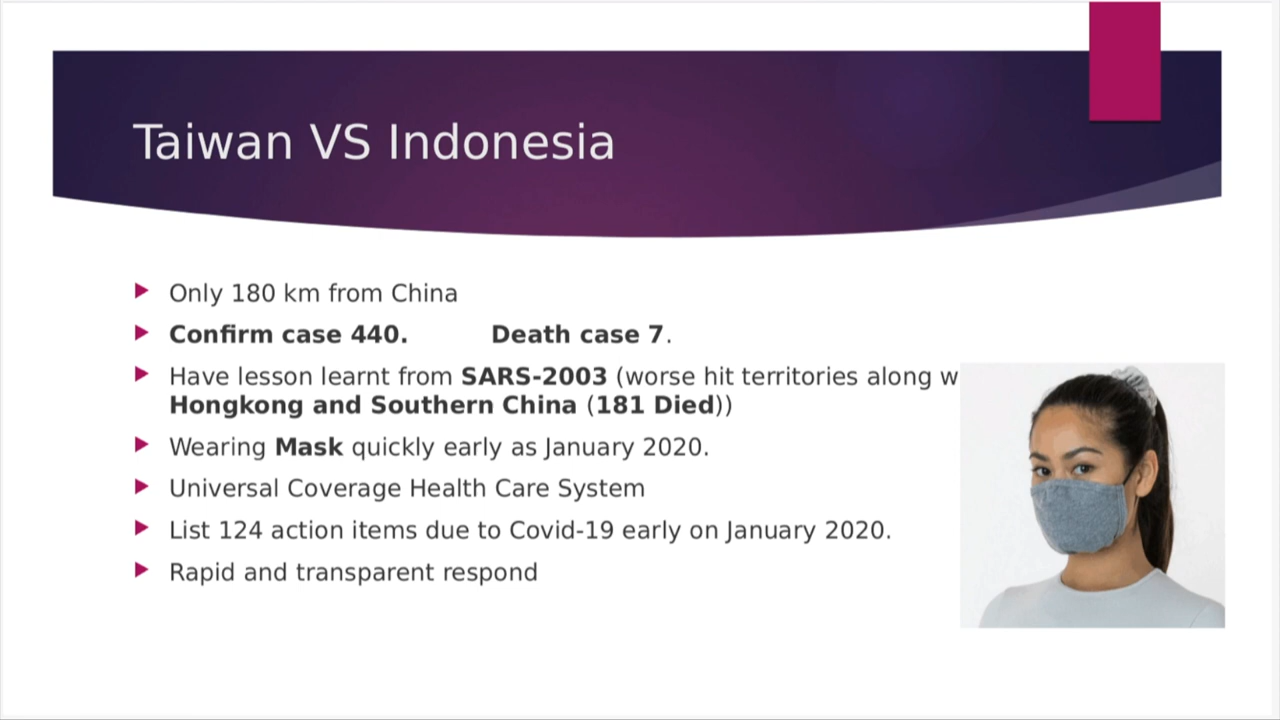 Taiwan VS Indonesia
Only 180 km from China
Confirm case 440. Death case 7.
Have lesson learnt from SARS-2003 (worse hit territories along
Hongkong and Southern China (181 Died))
Wearing Mask quickly early as January 2020.
Universal Coverage Health Care System
List 124 action items due to Covid-19 early on January 2020.
Rapid and transparent respond